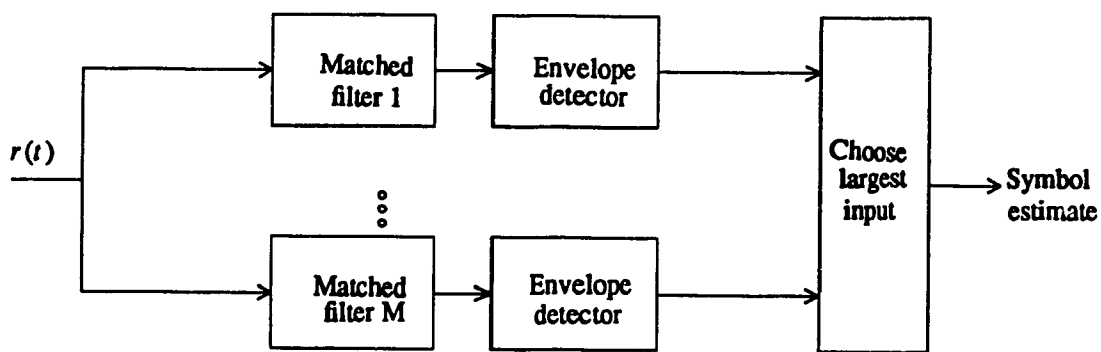 Matched
filter 1
Envelope
detector
r(t)
Choose
largest
input
Symbol
estimate
Matched
filter M
Envelope
detector